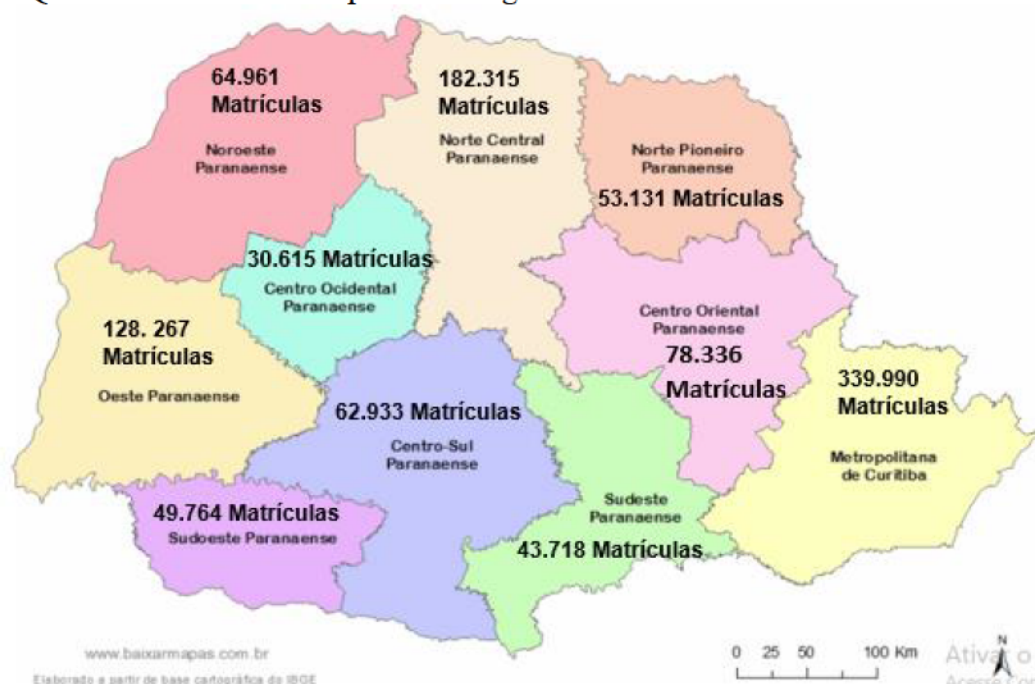 64.961
Matrículas
Noroeste
Paranaense
182.315
Matrículas
Norte Central
Paranaense
Norte Pioneiro
Paranaense
53.131 Matrículas
30.615 Matrículas
Centro Ocidental
Paranaense
Centro Oriental
Paranaense
78.336
Matrículas
128. 267
Matrículas
Oeste Paranaense
339.990
Matrículas
Metropolitana
de Curitiba
62.933 Matrículas
Centro-Sul
Paranaense
49.764 Matrículas
Sudoeste Paranaense
Sudeste
Paranaense
43.718 Matrículas
www.baixarmapas.com.br
Elaborado a partir de base cartográfica do IBGE
0 25 50 100 Km
N
Ativar o